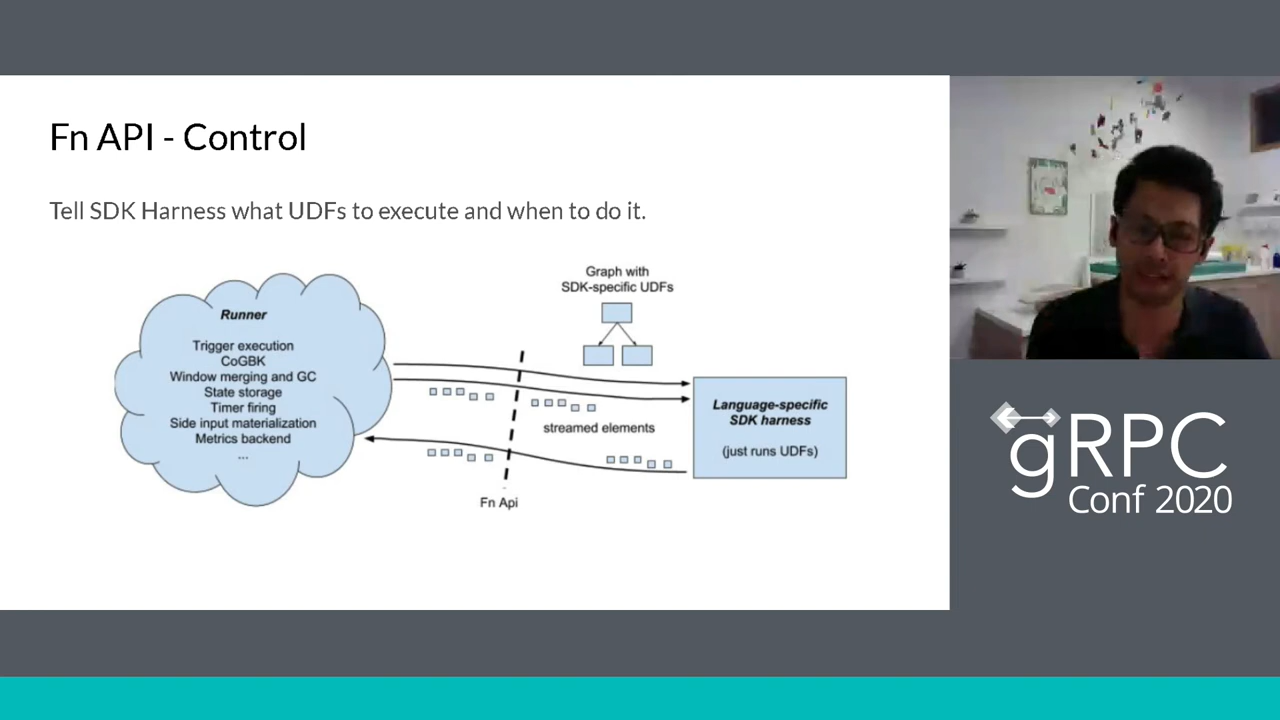 Fn API - Control
Tell SDK Harness what UDFs to execute and when to do it.
Runner
Trigger execution
CoGBK
Window merging and GC
State storage
Timer firing
Side input materialization
Metrics backend
...
Graph with
SDK-specific UDFs
streamed elements
Fn Api
Language-specific
SDK harness
(just runs UDFs)
gRPC
Conf 2020